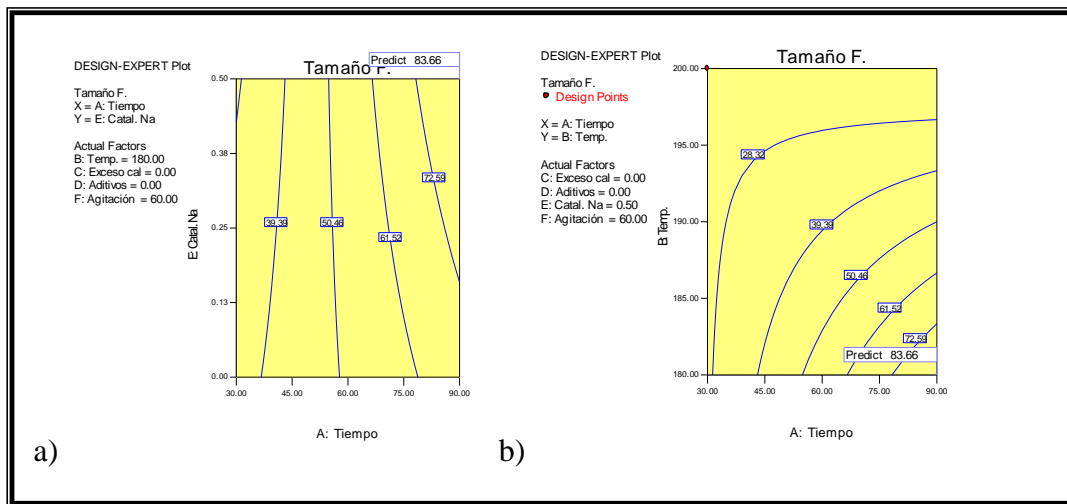 DESIGN-EXPERT Plot
Tamaño F.
X = A: Tiempo
Y = E: Catal. Na
Actual Factors
B: Temp. = 180.00
C: Exceso cal = 0.00
D: Aditivos = 0.00
F: Agitación = 60.00
Tamaño F.
Predict 83.66
E: Catal. Na
0.50
0.38
0.25
0.13
0.00
39.39
50.46
61.52
72.59
30.00 45.00 60.00 75.00 90.00
A: Tiempo
a)
DESIGN-EXPERT Plot
Tamaño F.
Design Points
X = A: Tiempo
Y = B: Temp.
Actual Factors
C: Exceso cal = 0.00
D: Aditivos = 0.00
E: Catal. Na = 0.50
F: Agitación = 60.00
Tamaño F.
B: Temp.
200.00
195.00
190.00
185.00
180.00
28.32
39.39
50.46
61.52
72.59
Predict 83.66
30.00 45.00 60.00 75.00 90.00
A: Tiempo
b)